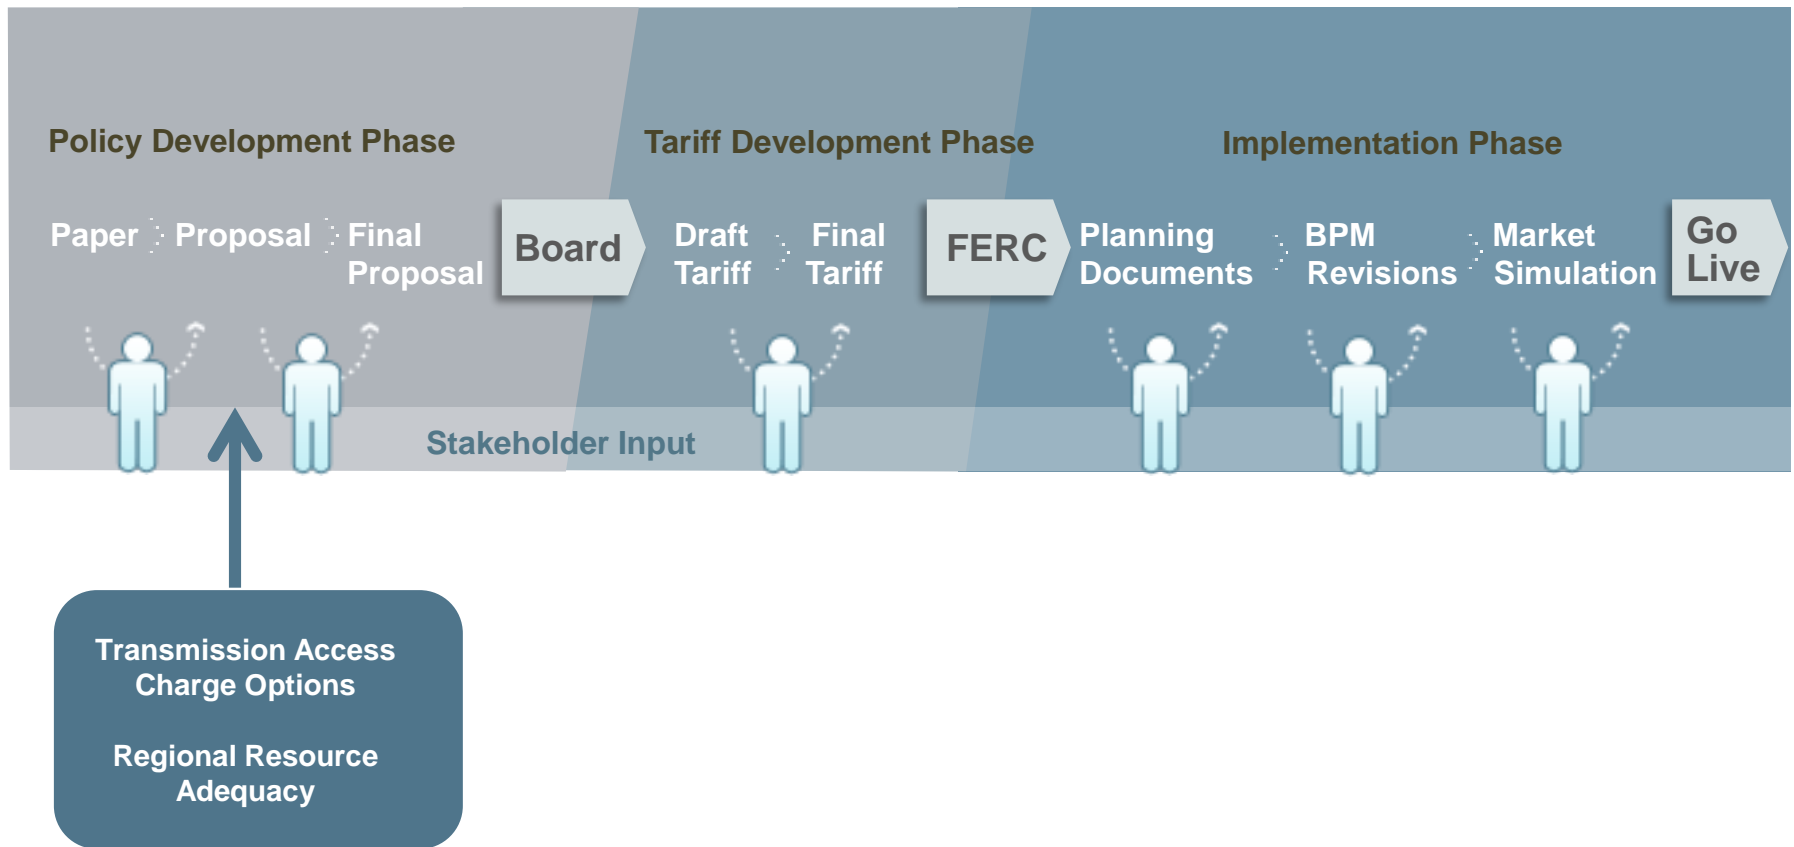 Policy Development Phase
Tariff Development Phase
Implementation Phase
Paper
Proposal
Final
Proposal
Board
Draft
Tariff
Final
Tariff
FERC
Planning
Documents
BPM
Revisions
Market
Simulation
Go
Live
Stakeholder Input
Transmission Access
Charge Options
Regional Resource
Adequacy